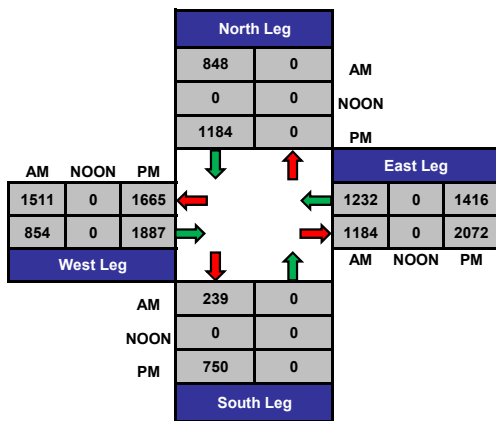 North Leg
848 0 AM
0 0 NOON
1184 0 PM
East Leg
AM NOON PM
1511 0 1665 1232 0 1416
854 0 1887 1184 0 2072
West Leg AM NOON PM
AM 239 0
NOON 0 0
PM 750 0
South Leg